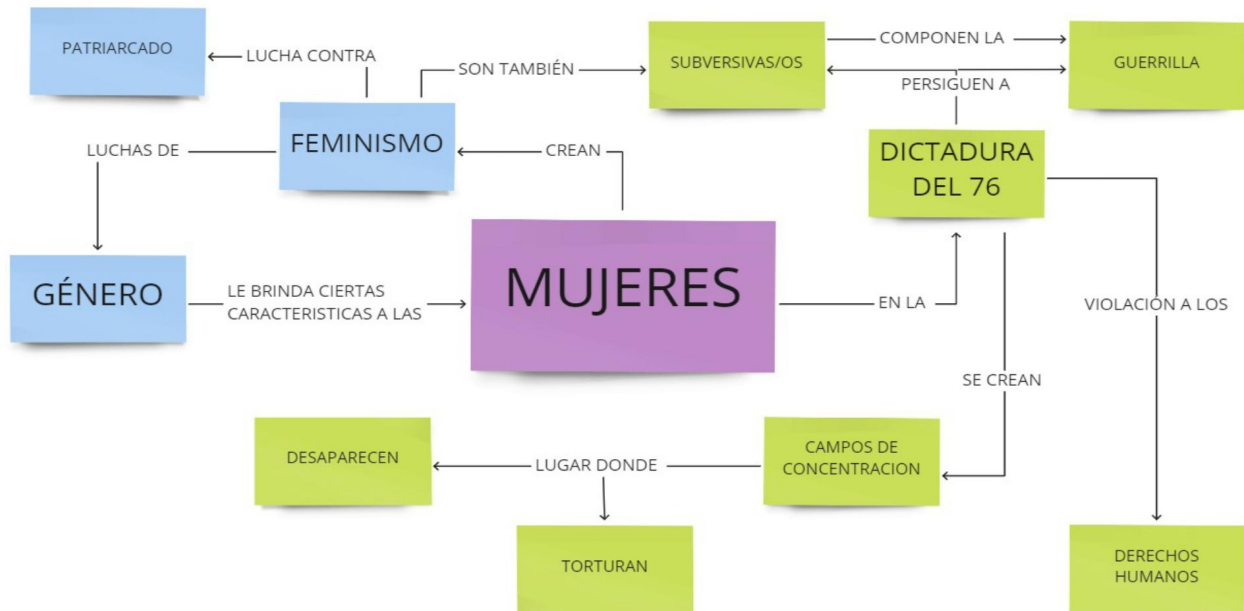 PATRIARCADO
LUCHA CONTRA
SON TAMBIÉN
SUBVERSIVAS/OS
COMPONEN LA
GUERRILLA
PERSIGUEN A
LUCHAS DE
FEMINISMO
CREAN
DICTADURA
DEL 76
GÉNERO
LE BRINDA CIERTAS
CARACTERISTICAS A LAS
MUJERES
EN LA
VIOLACIÓN A LOS
SE CREAN
DESAPARECEN
LUGAR DONDE
CAMPOS DE
CONCENTRACION
TORTURAN
DERECHOS
HUMANOS